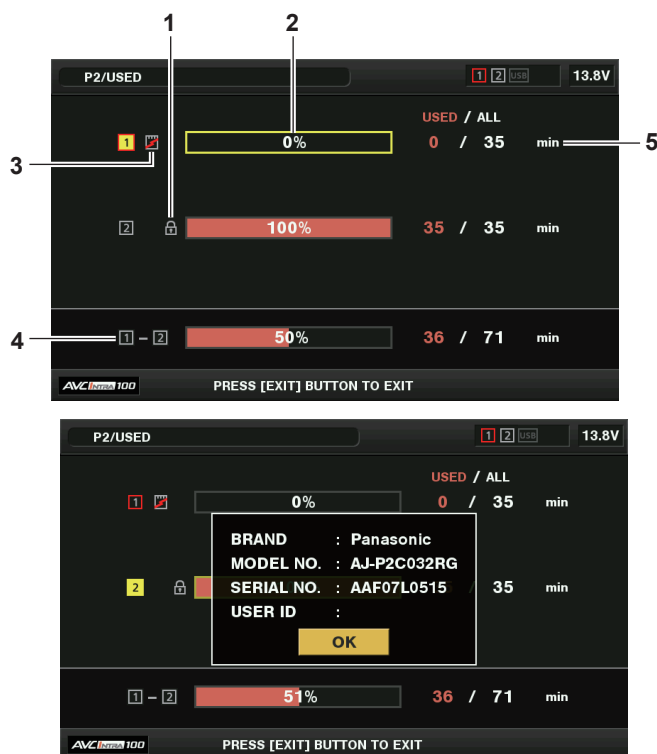 1 2
P2/USED 1 2 USB 13.8V
USED / ALL
1 0% 0 / 35 min 5
3
2 100% 35 / 35 min
4 1 – 2 50% 36 / 71 min
AVC INTRA 100 PRESS [EXIT] BUTTON TO EXIT
P2/USED 1 2 USB 13.8V
USED / ALL
1 0% 0 / 35 min
BRAND : Panasonic
MODEL NO. : AJ-P2C032RG
2 SERIAL NO. : AAF07L0515 35 min
USER ID :
OK
1 – 2 51% 36 / 71 min
AVC INTRA 100 PRESS [EXIT] BUTTON TO EXIT